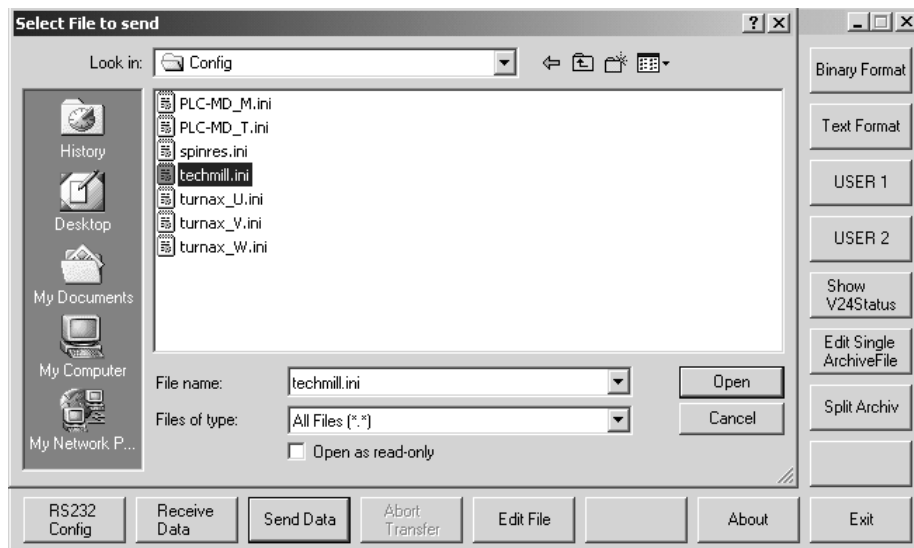 Select File to send
Look in:
Config
History
Desktop
My Documents
My Computer
My Network P...
PLC-MD_M.ini
PLC-MD_T.ini
spinres.ini
techmill.ini
turnax_U.ini
turnax_V.ini
turnax_W.ini
File name:
techmill.ini
Open
Files of type:
All Files (*.*)
Cancel
Open as read-only
Binary Format
Text Format
USER 1
USER 2
Show
V24Status
Edit Single
ArchiveFile
Split Archiv
RS232
Config
Receive
Data
Send Data
Abort
Transfer
Edit File
About
Exit